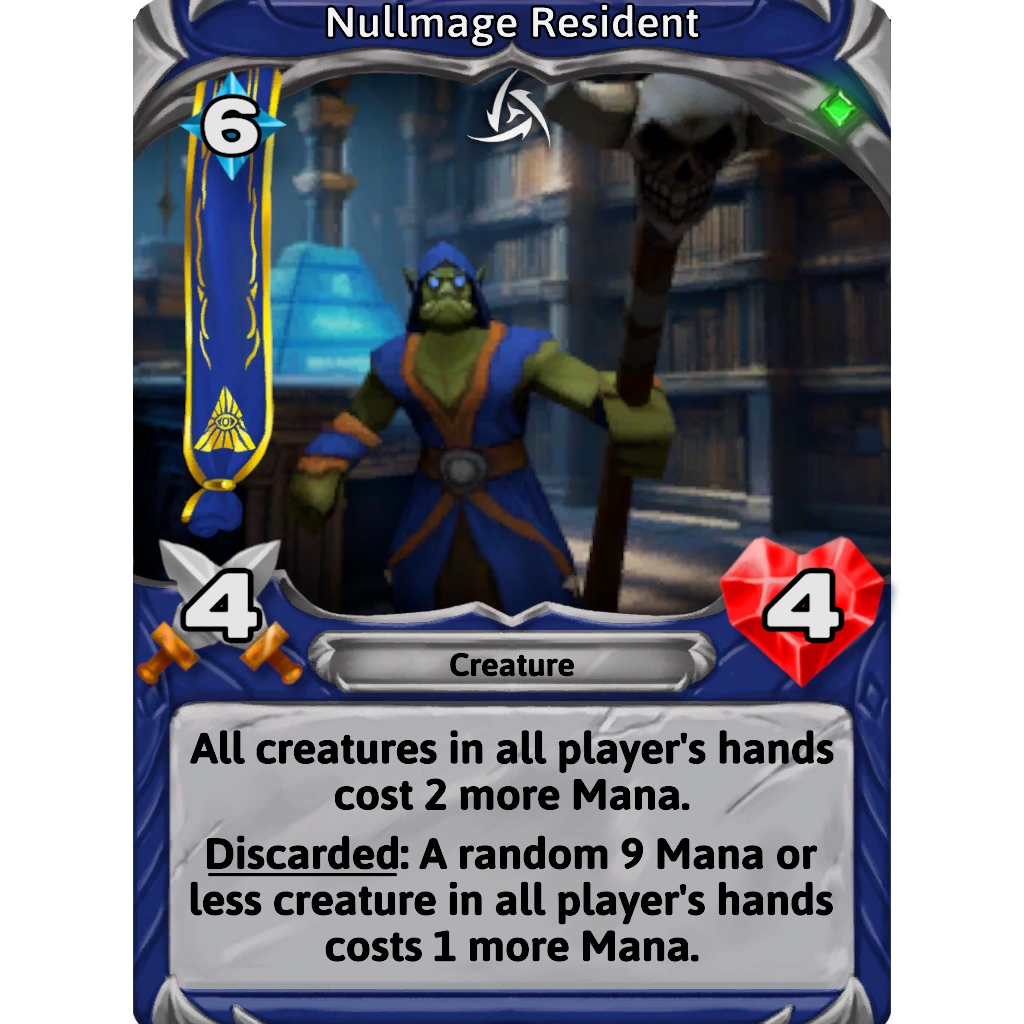 Nullmage Resident
6
4
4
Creature
All creatures in all player's hands
cost 2 more Mana.
Discarded: A random 9 Mana or
less creature in all player's hands
costs 1 more Mana.